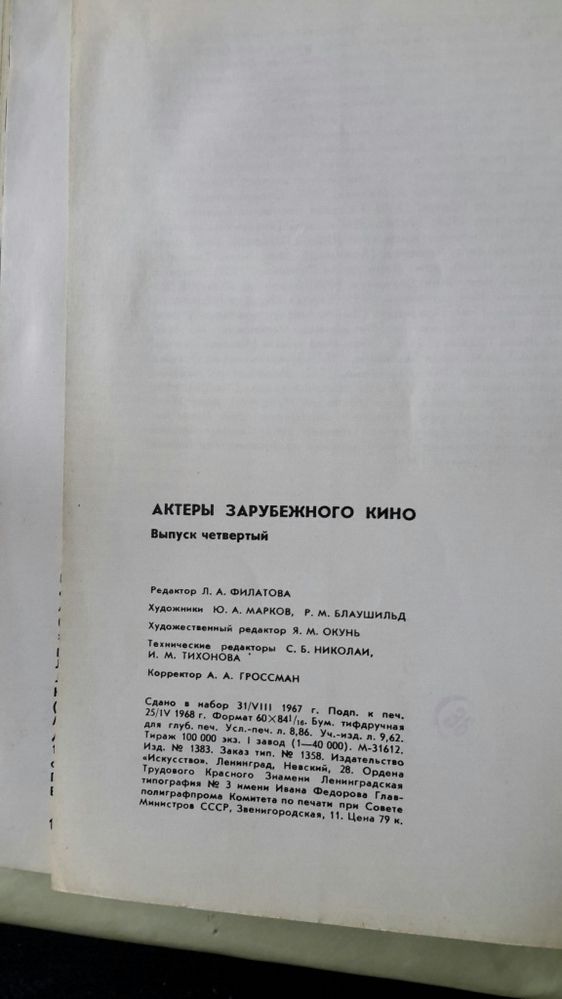 АКТЕРЫ ЗАРУБЕЖНОГО КИНО
Выпуск четвертый
Редактор Л. А. ФИЛАТОВА
Художники Ю. А. МАРКОВ, Р. М. БЛАУШИЛЬД
Художественный редактор Я. М. ОКУНЬ
Технические редакторы С. Б. НИКОЛАИ,
И. М. ТИХОНОВА
Корректор А. А. ГРОССМАН
Сдано в набор 31/VIII 1967 г. Подп. к печ.
25/IV 1968 г. Формат 60×84¹/₁₆. Бум. тифдручная
для глуб. печ. Усл.-печ. л. 8,86. Уч.-изд. л. 9,62.
Тираж 100 000 экз. I завод (1—40 000). М-31612.
Изд. № 1383. Заказ тип. № 1358. Издательство
«Искусство». Ленинград, Невский, 28. Ордена
Трудового Красного Знамени Ленинградская
типография № 3 имени Ивана Федорова Глав-
полиграфпрома Комитета по печати при Совете
Министров СССР, Звенигородская, 11. Цена 79 к.